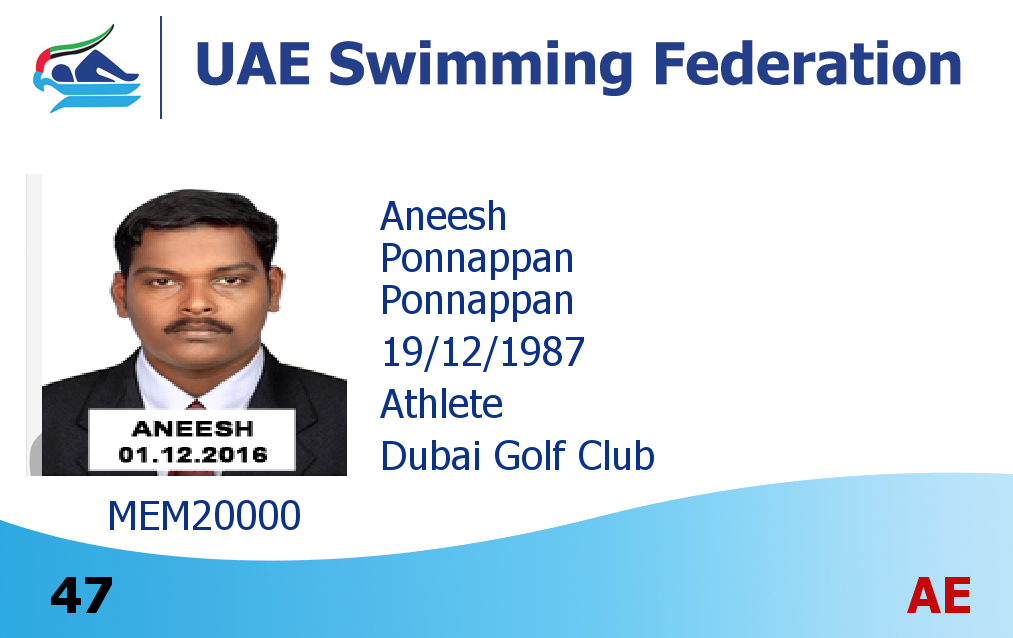 UAE Swimming Federation
Aneesh
Ponnappan
Ponnappan
19/12/1987
Athlete
Dubai Golf Club
ANEESH
01.12.2016
MEM20000
47
AE